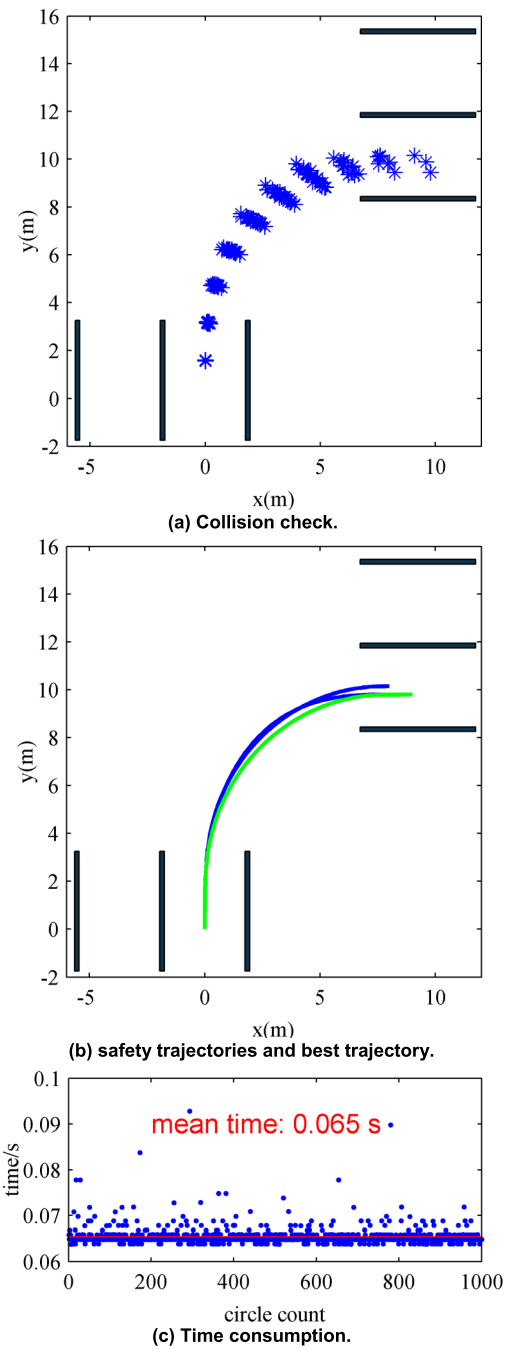 16
14
12
10
8
6
4
2
0
-2
y(m)
-5 0 5 10
x(m)
(a) Collision check.
16
14
12
10
8
6
4
2
0
-2
y(m)
-5 0 5 10
x(m)
(b) safety trajectories and best trajectory.
0.1
0.09
0.08
0.07
0.06
time/s
mean time: 0.065 s
0 200 400 600 800 1000
circle count
(c) Time consumption.